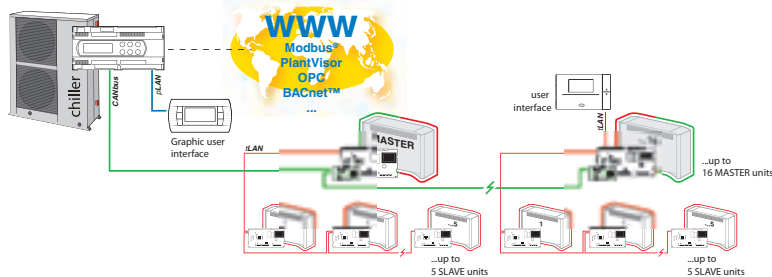 WWW
Modbus®
PlantVisor
OPC
BACnet™
...
chiller
CANbus
pLAN
Graphic user
interface
user
interface
tLAN
tLAN
MASTER
...up to
16 MASTER units
...5
1
...5
...up to
5 SLAVE units
...up to
5 SLAVE units